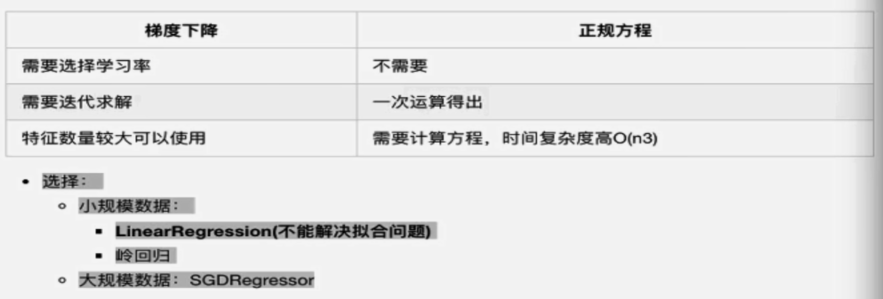 梯度下降 正规方程
需要选择学习率 不需要
需要迭代求解 一次运算得出
特征数量较大可以使用 需要计算方程，时间复杂度高O(n3)
选择：
小规模数据：
LinearRegression(不能解决拟合问题)
岭回归
大规模数据：SGDRegressor